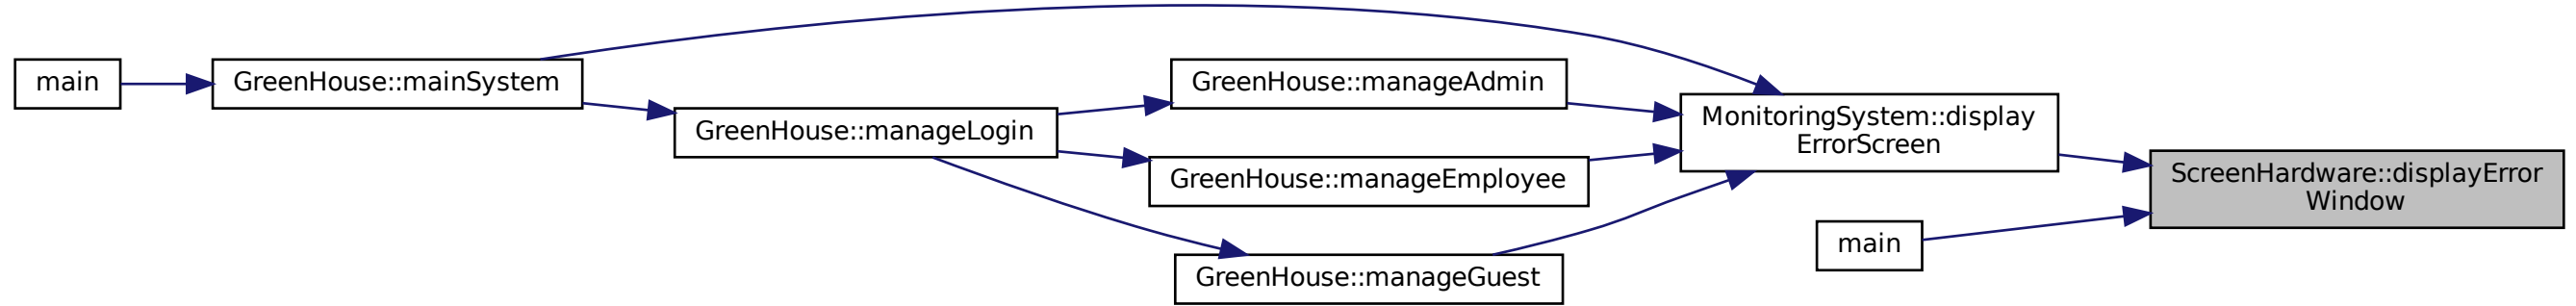 main
GreenHouse::mainSystem
GreenHouse::manageLogin
GreenHouse::manageAdmin
GreenHouse::manageEmployee
GreenHouse::manageGuest
MonitoringSystem::display
ErrorScreen
main
ScreenHardware::displayError
Window